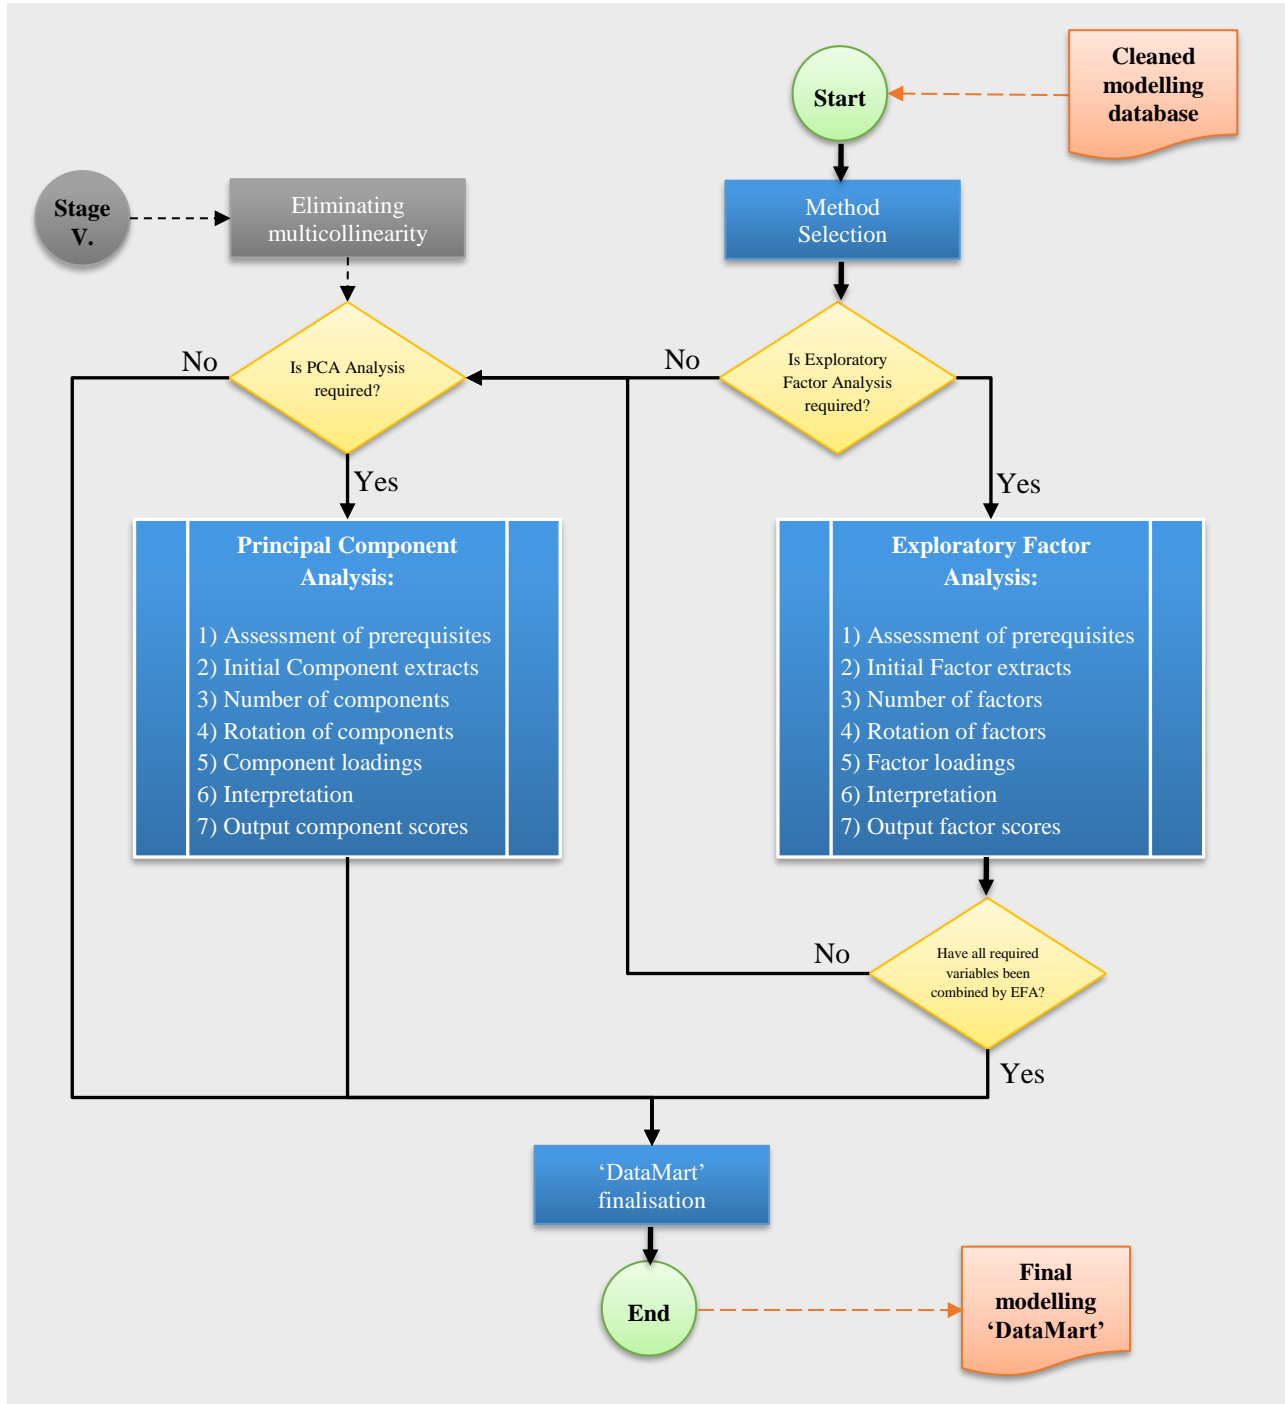 Start
Cleaned
modelling
database
Stage
V.
Eliminating
multicollinearity
Method
Selection
No
Is PCA Analysis
required?
No
Is Exploratory
Factor Analysis
required?
Yes
Yes
Principal Component
Analysis:
1) Assessment of prerequisites
2) Initial Component extracts
3) Number of components
4) Rotation of components
5) Component loadings
6) Interpretation
7) Output component scores
Exploratory Factor
Analysis:
1) Assessment of prerequisites
2) Initial Factor extracts
3) Number of factors
4) Rotation of factors
5) Factor loadings
6) Interpretation
7) Output factor scores
No
Have all required
variables been
combined by EFA?
Yes
‘DataMart’
finalisation
End
Final
modelling
‘DataMart’